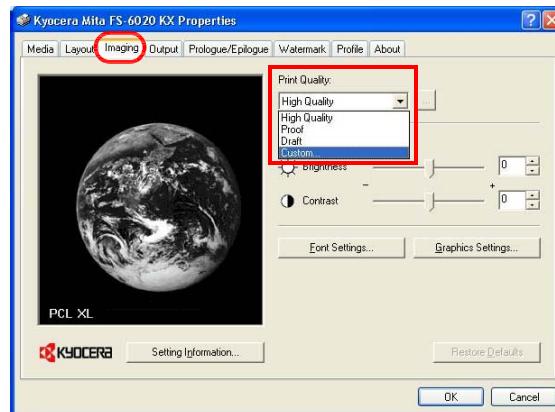 Kyocera Mita FS-6020 KX Properties
Media Layout Imaging Output Prologue/Epilogue Watermark Profile About
Print Quality:
High Quality
...
High Quality
Proof
Draft
Custom...
Brightness - + 0
Contrast 0
Font Settings... Graphics Settings...
PCL XL
KYOCERA Setting Information... Restore Defaults
OK Cancel